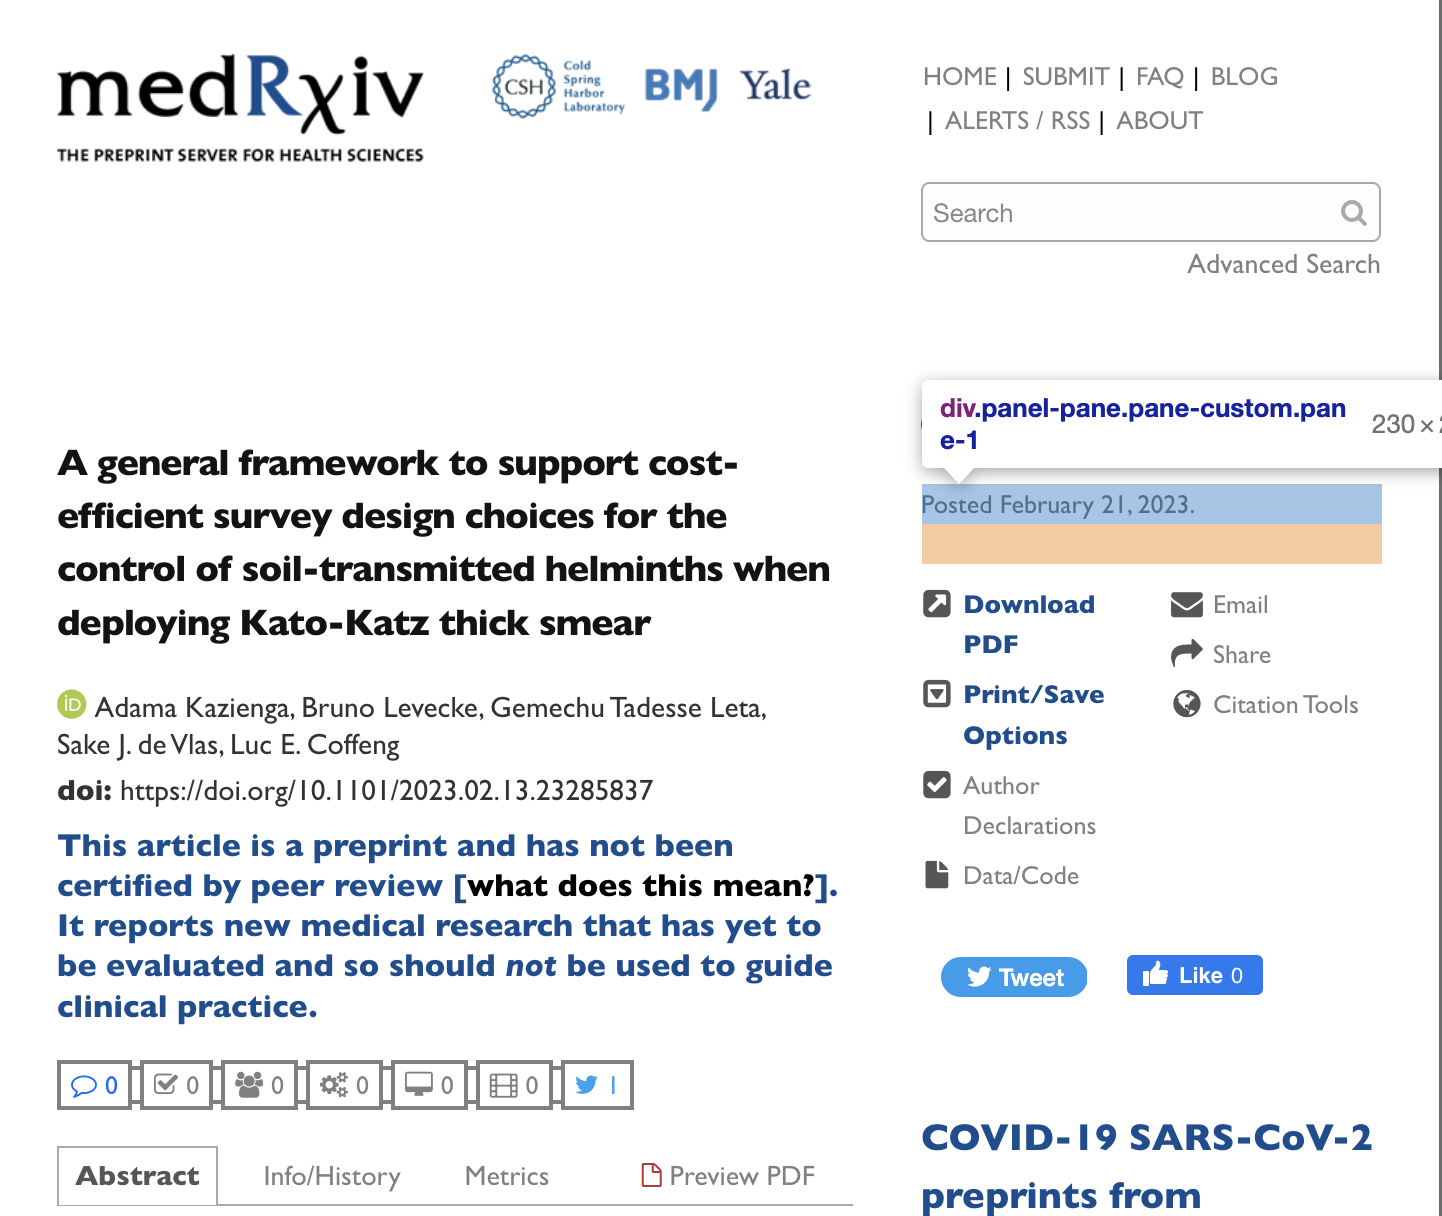 medRxiv
THE PREPRINT SERVER FOR HEALTH SCIENCES
CSH
Cold
Spring
Harbor
Laboratory
BMJ
Yale
HOME | SUBMIT | FAQ | BLOG
| ALERTS / RSS | ABOUT
Search
Advanced Search
A general framework to support cost-
efficient survey design choices for the
control of soil-transmitted helminths when
deploying Kato-Katz thick smear
iD Adama Kazienga, Bruno Levecke, Gemechu Tadesse Leta,
Sake J. de Vlas, Luc E. Coffeng
doi: https://doi.org/10.1101/2023.02.13.23285837
This article is a preprint and has not been
certified by peer review [what does this mean?].
It reports new medical research that has yet to
be evaluated and so should not be used to guide
clinical practice.
0 0 0 0 0 0 1
Abstract Info/History Metrics Preview PDF
div.panel-pane.pane-custom.pan
e-1
230 ×
Posted February 21, 2023.
Download
PDF
Print/Save
Options
Author
Declarations
Data/Code
Email
Share
Citation Tools
Tweet
Like 0
COVID-19 SARS-CoV-2
preprints from